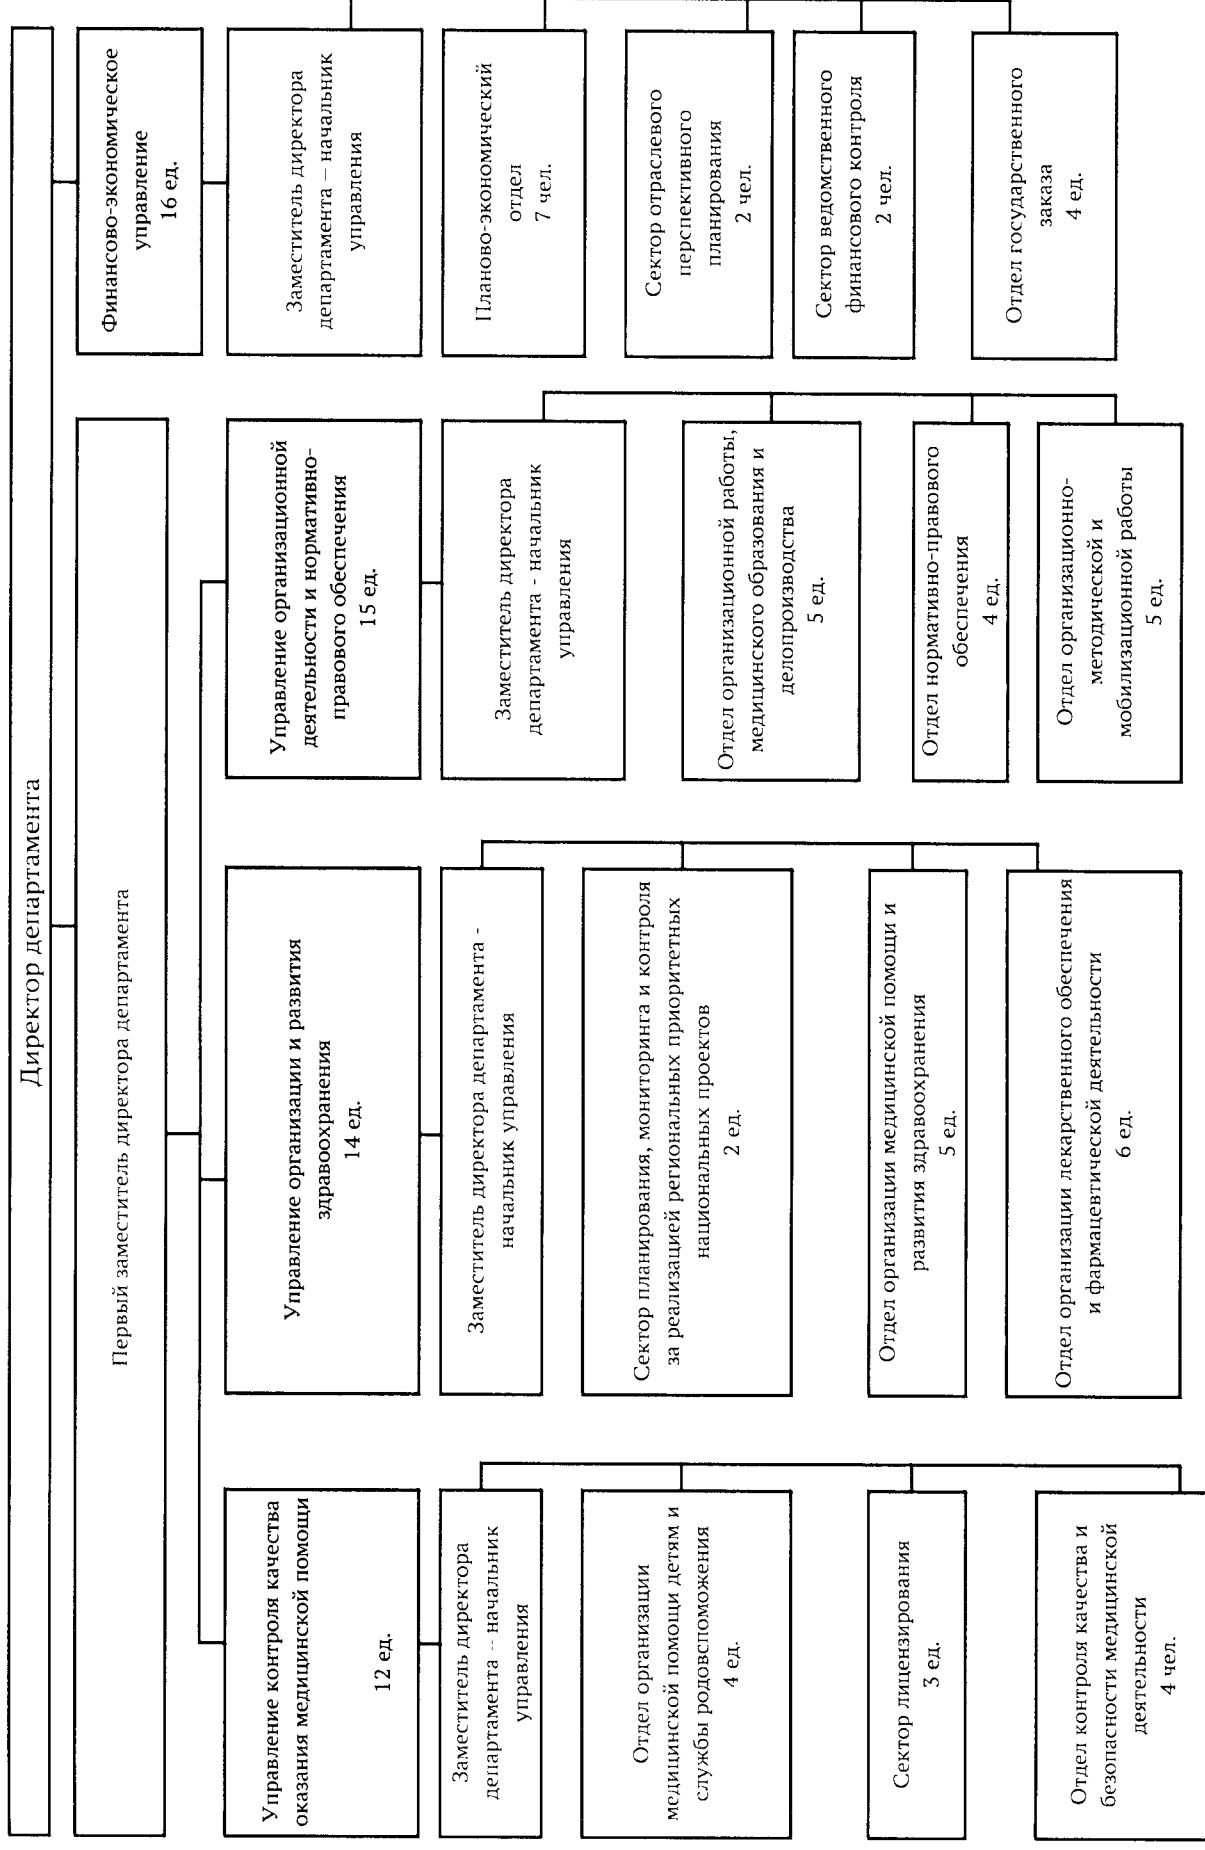 Директор департамента
Первый заместитель директора департамента
Управление контроля качества
оказания медицинской помощи
12 ед.
Заместитель директора
департамента -- начальник
управления
Отдел организации
медицинской помощи детям и
службы родовспоможения
4 ед.
Сектор лицензирования
3 ед.
Отдел контроля качества и
безопасности медицинской
деятельности
4 чел.
Управление организации и развития
здравоохранения
14 ед.
Заместитель директора департамента -
начальник управления
Сектор планирования, мониторинга и контроля
за реализацией региональных приоритетных
национальных проектов
2 ед.
Отдел организации медицинской помощи и
развития здравоохранения
5 ед.
Отдел организации лекарственного обеспечения
и фармацевтической деятельности
6 ед.
Управление организационной
деятельности и нормативно-
правового обеспечения
15 ед.
Заместитель директора
департамента - начальник
управления
Отдел организационной работы,
медицинского образования и
делопроизводства
5 ед.
Отдел нормативно-правового
обеспечения
4 ед.
Отдел организационно-
методической и
мобилизационной работы
5 ед.
Финансово-экономическое
управление
16 ед.
Заместитель директора
департамента – начальник
управления
Планово-экономический
отдел
7 чел.
Сектор отраслевого
перспективного
планирования
2 чел.
Сектор ведомственного
финансового контроля
2 чел.
Отдел государственного
заказа
4 ед.